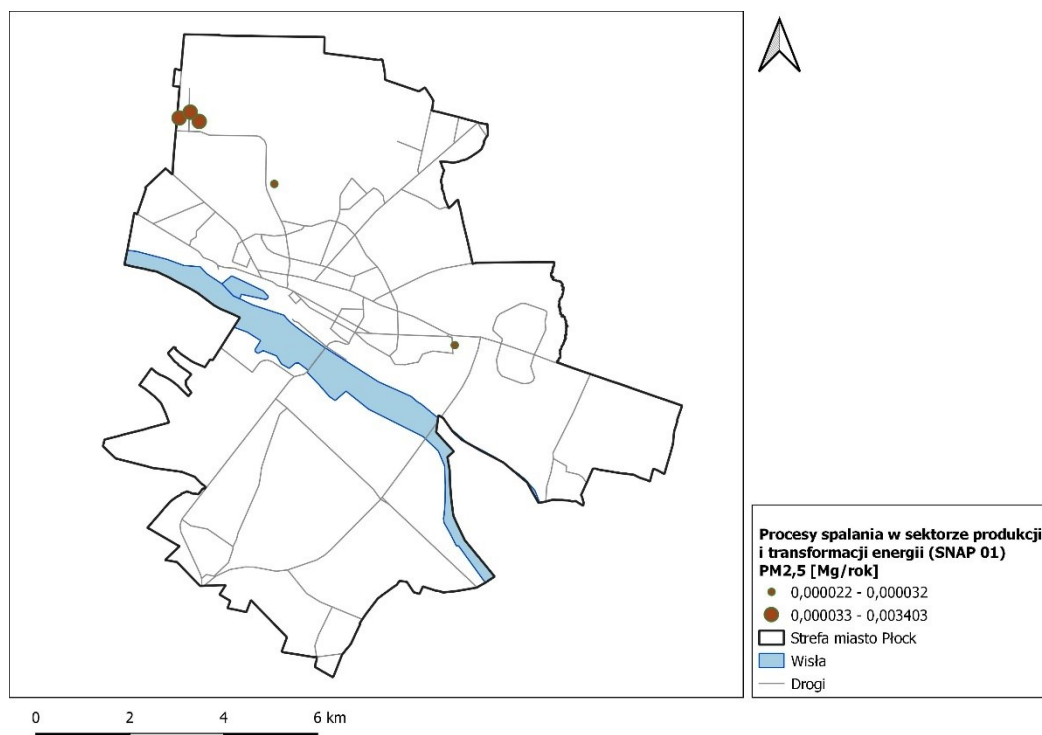 Procesy spalania w sektorze produkcji
i transformacji energii (SNAP 01)
PM2,5 [Mg/rok]
0,000022 - 0,000032
0,000033 - 0,003403
Strefa miasto Płock
Wisła
Drogi
0 2 4 6 km